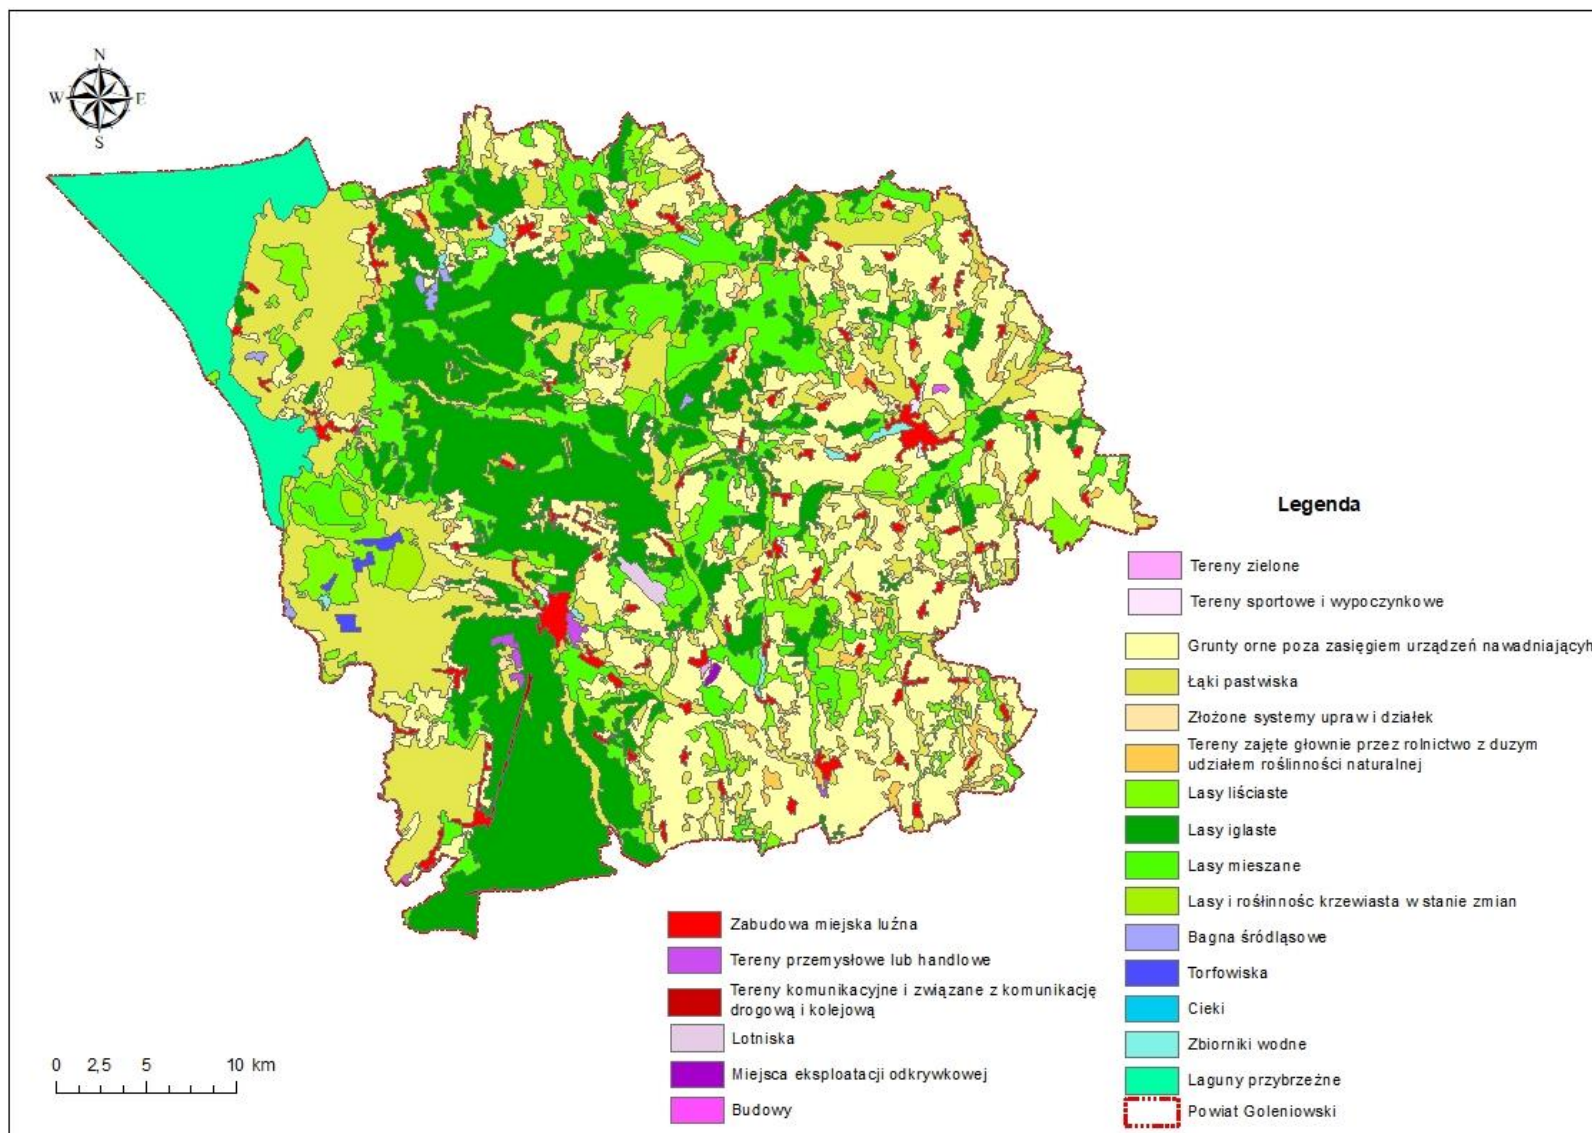 N
W E
S
Legenda
Tereny zielone
Tereny sportowe i wypoczynkowe
Grunty orne poza zasięgiem urządzeń nawadniającyh
Łąki pastwiska
Złożone systemy upraw i działek
Tereny zajęte głownie przez rolnictwo z dużym
udziałem roślinności naturalnej
Lasy liściaste
Lasy iglaste
Lasy mieszane
Lasy i rośłinnośc krzewiasta w stanie zmian
Bagna śródląsowe
Torfowiska
Cieki
Zbiorniki wodne
Laguny przybrzeżne
Powiat Goleniowski
Zabudowa miejska luźna
Tereny przemysłowe lub handlowe
Tereny komunikacyjne i związane z komunikację
drogową i kolejową
Lotniska
Miejsca eksploatacji odkrywkowej
Budowy
0 2,5 5 10 km